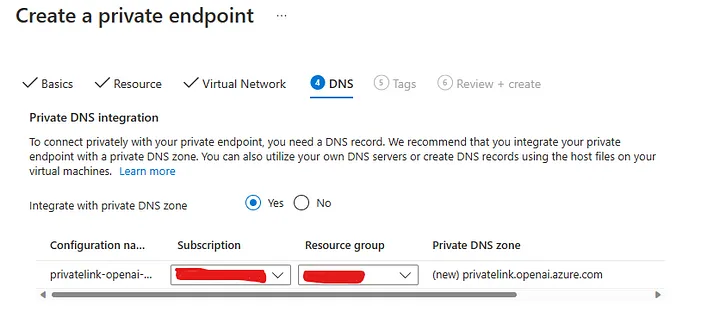 Create a private endpoint ...
Basics Resource Virtual Network 4 DNS 5 Tags 6 Review + create
Private DNS integration
To connect privately with your private endpoint, you need a DNS record. We recommend that you integrate your private
endpoint with a private DNS zone. You can also utilize your own DNS servers or create DNS records using the host files on your
virtual machines. Learn more
Integrate with private DNS zone Yes No
Configuration na... Subscription Resource group Private DNS zone
privatelink-openai-... (new) privatelink.openai.azure.com